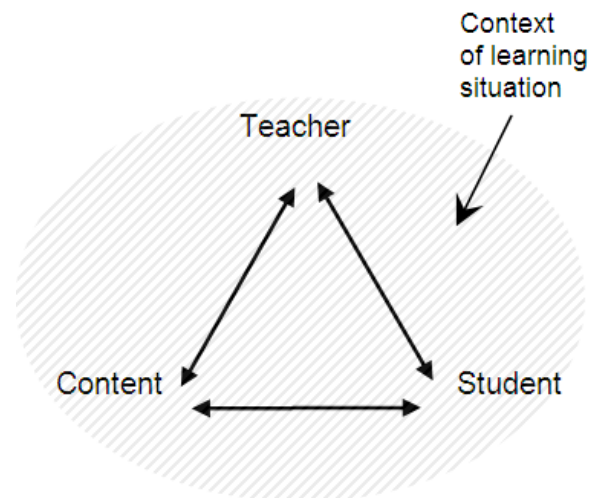 Context
of learning
situation
Teacher
Content
Student